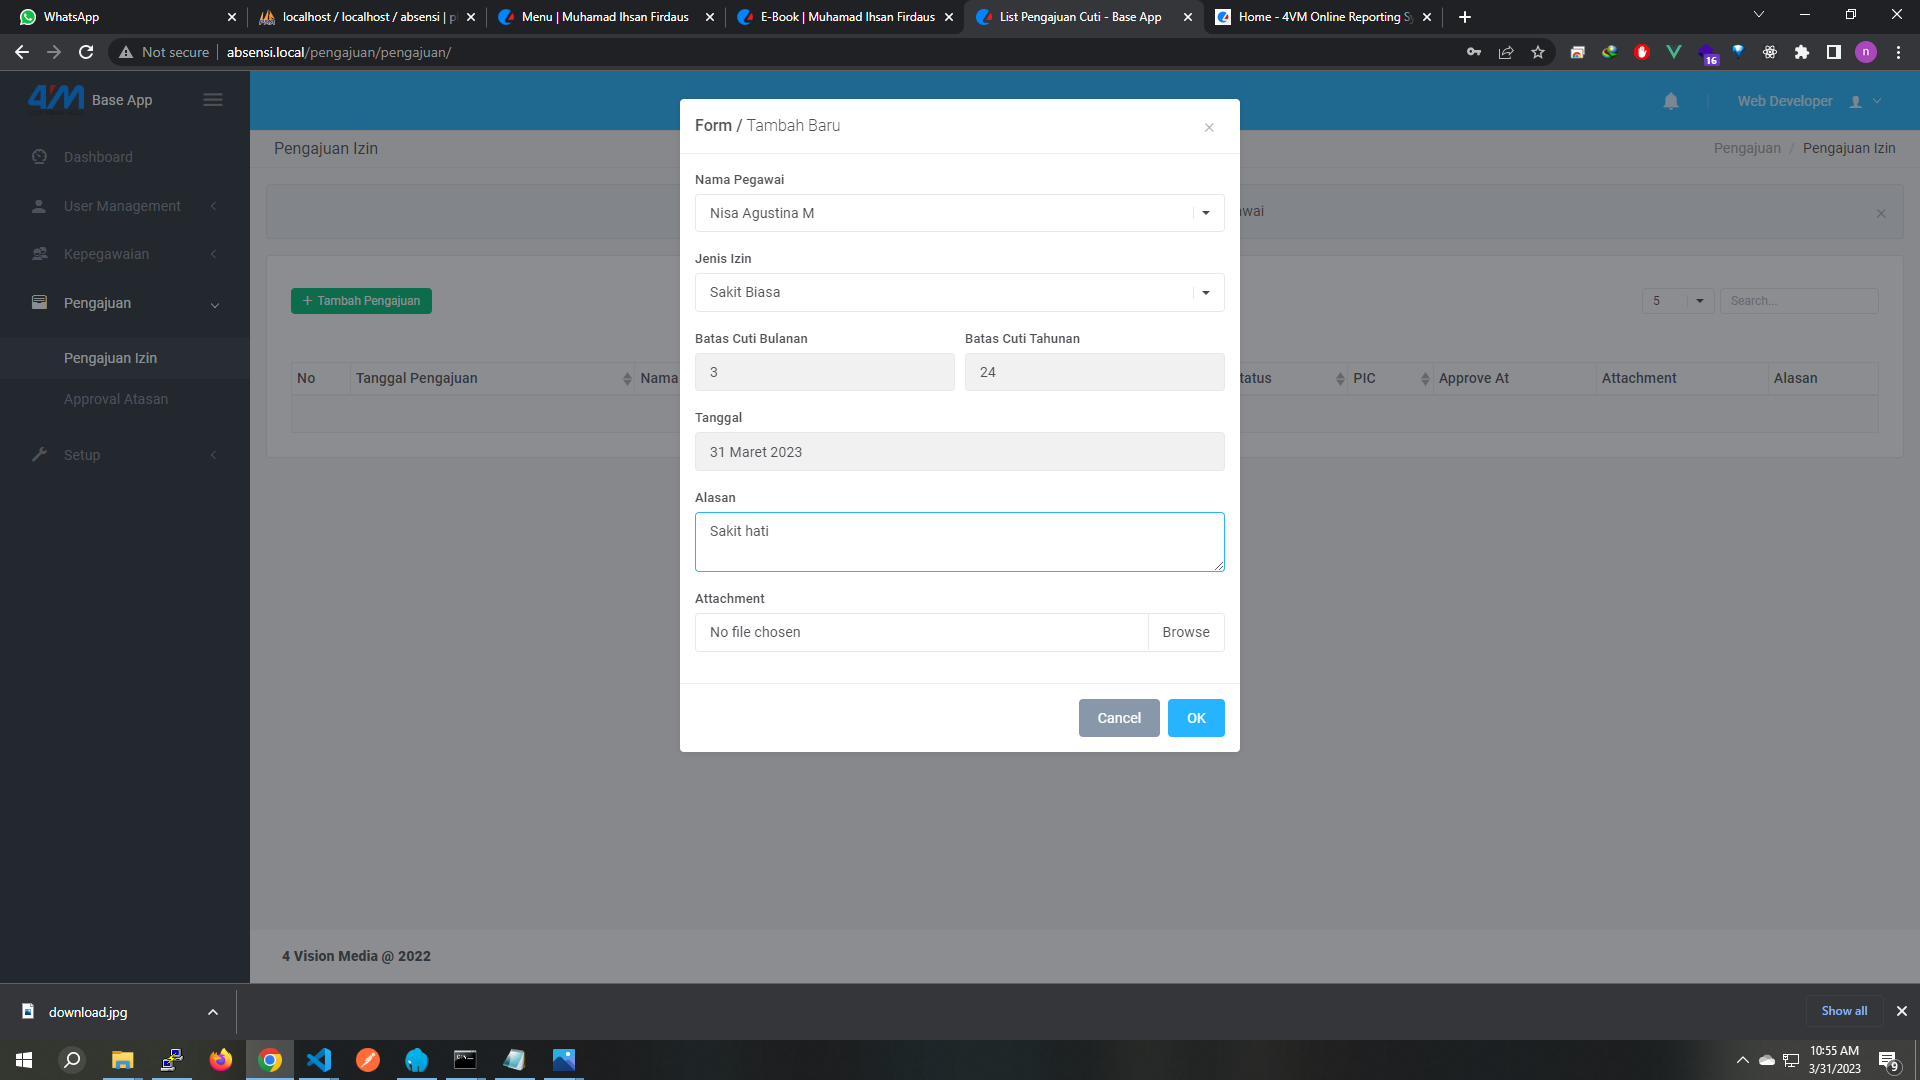 WhatsApp
localhost / localhost / absensi | p
Menu | Muhamad Ihsan Firdaus
E-Book | Muhamad Ihsan Firdaus
List Pengajuan Cuti - Base App
Home - 4VM Online Reporting Sy
Not secure
absensi.local/pengajuan/pengajuan/
16
n
4VM
Base App
Web Developer
Dashboard
User Management
Kepegawaian
Pengajuan
Pengajuan Izin
Approval Atasan
Setup
Pengajuan Izin
Pengajuan / Pengajuan Izin
wai
+ Tambah Pengajuan
5
Search...
No
Tanggal Pengajuan
Nama
tatus
PIC
Approve At
Attachment
Alasan
Form / Tambah Baru
Nama Pegawai
Nisa Agustina M
Jenis Izin
Sakit Biasa
Batas Cuti Bulanan
Batas Cuti Tahunan
3
24
Tanggal
31 Maret 2023
Alasan
Sakit hati
Attachment
No file chosen
Browse
Cancel
OK
4 Vision Media @ 2022
download.jpg
Show all
10:55 AM
3/31/2023
9